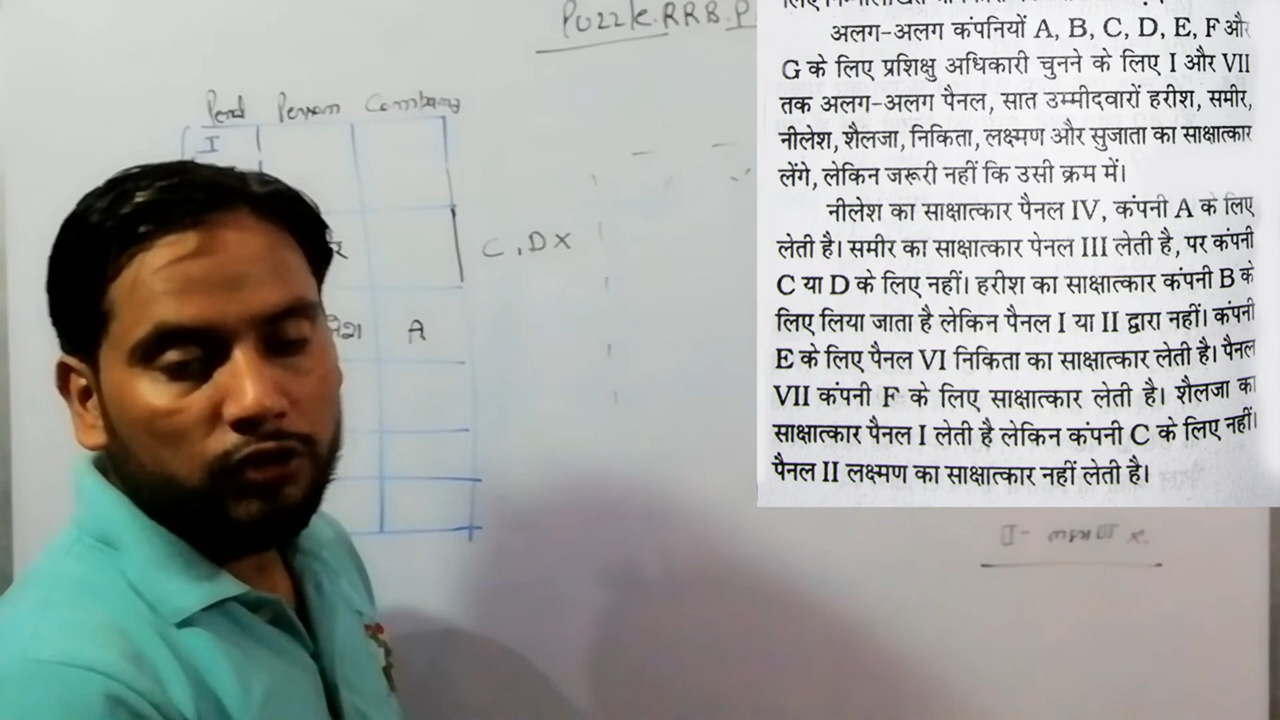 Puzzle. RRB. P
Panel Person Company
I
C, D X
A
II - लक्ष्मण x
अलग-अलग कंपनियों A, B, C, D, E, F और
G के लिए प्रशिक्षु अधिकारी चुनने के लिए I और VII
तक अलग-अलग पैनल, सात उम्मीदवारों हरीश, समीर,
नीलेश, शैलजा, निकिता, लक्ष्मण और सुजाता का साक्षात्कार
लेंगे, लेकिन जरूरी नहीं कि उसी क्रम में।
नीलेश का साक्षात्कार पैनल IV, कंपनी A के लिए
लेती है। समीर का साक्षात्कार पेनल III लेती है, पर कंपनी
C या D के लिए नहीं। हरीश का साक्षात्कार कंपनी B के
लिए लिया जाता है लेकिन पैनल I या II द्वारा नहीं। कंपनी
E के लिए पैनल VI निकिता का साक्षात्कार लेती है। पैनल
VII कंपनी F के लिए साक्षात्कार लेती है। शैलजा का
साक्षात्कार पैनल I लेती है लेकिन कंपनी C के लिए नहीं।
पैनल II लक्ष्मण का साक्षात्कार नहीं लेती है।